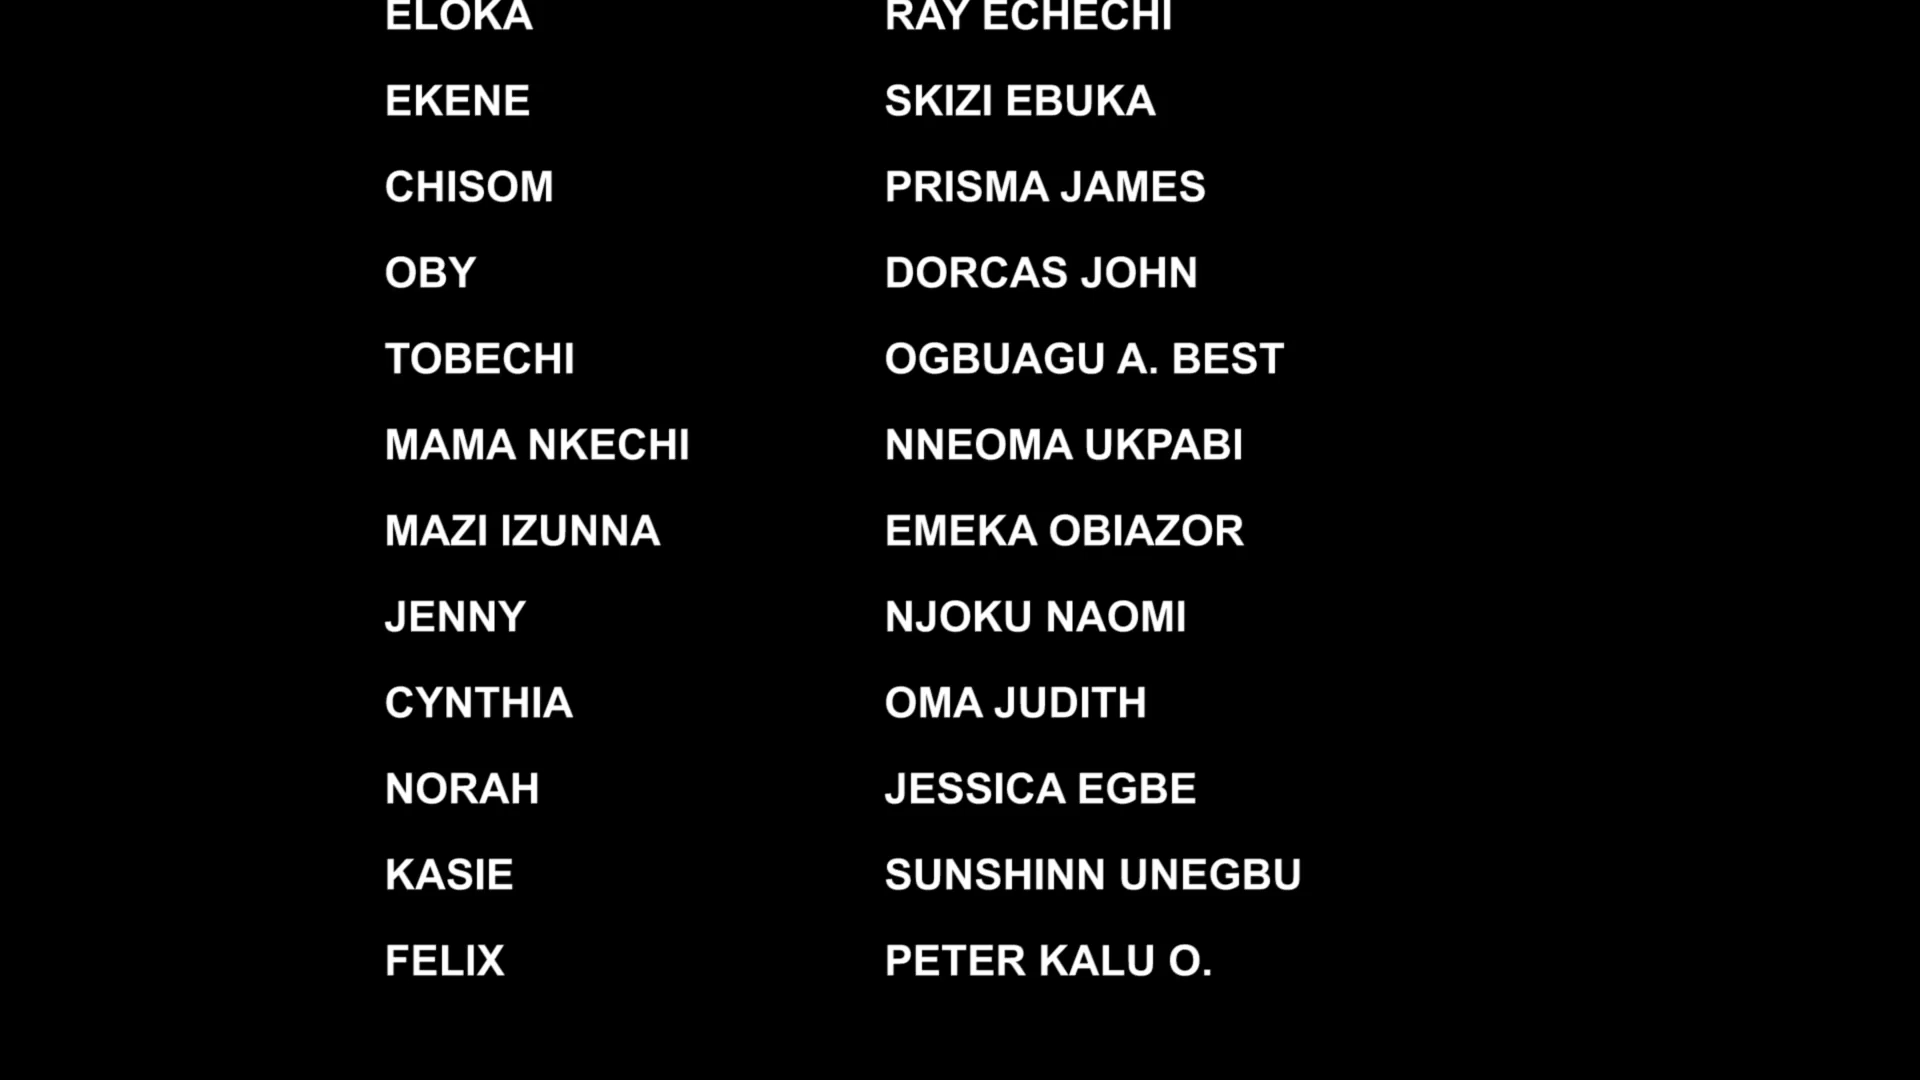 ELOKA RAY ECHECHI
EKENE SKIZI EBUKA
CHISOM PRISMA JAMES
OBY DORCAS JOHN
TOBECHI OGBUAGU A. BEST
MAMA NKECHI NNEOMA UKPABI
MAZI IZUNNA EMEKA OBIAZOR
JENNY NJOKU NAOMI
CYNTHIA OMA JUDITH
NORAH JESSICA EGBE
KASIE SUNSHINN UNEGBU
FELIX PETER KALU O.